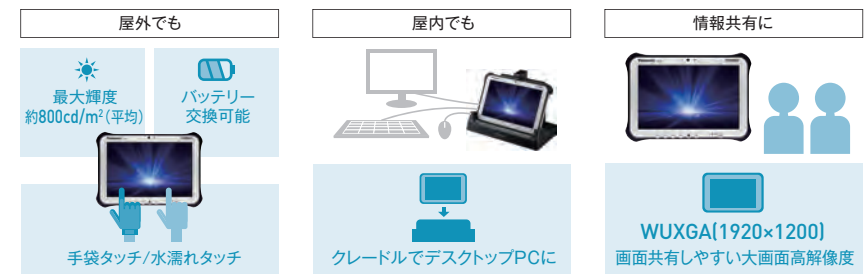 屋外でも
最大輝度
約800cd/m²(平均)
バッテリー
交換可能
手袋タッチ/水濡れタッチ
屋内でも
クレードルでデスクトップPCに
情報共有に
WUXGA(1920×1200)
画面共有しやすい大画面高解像度